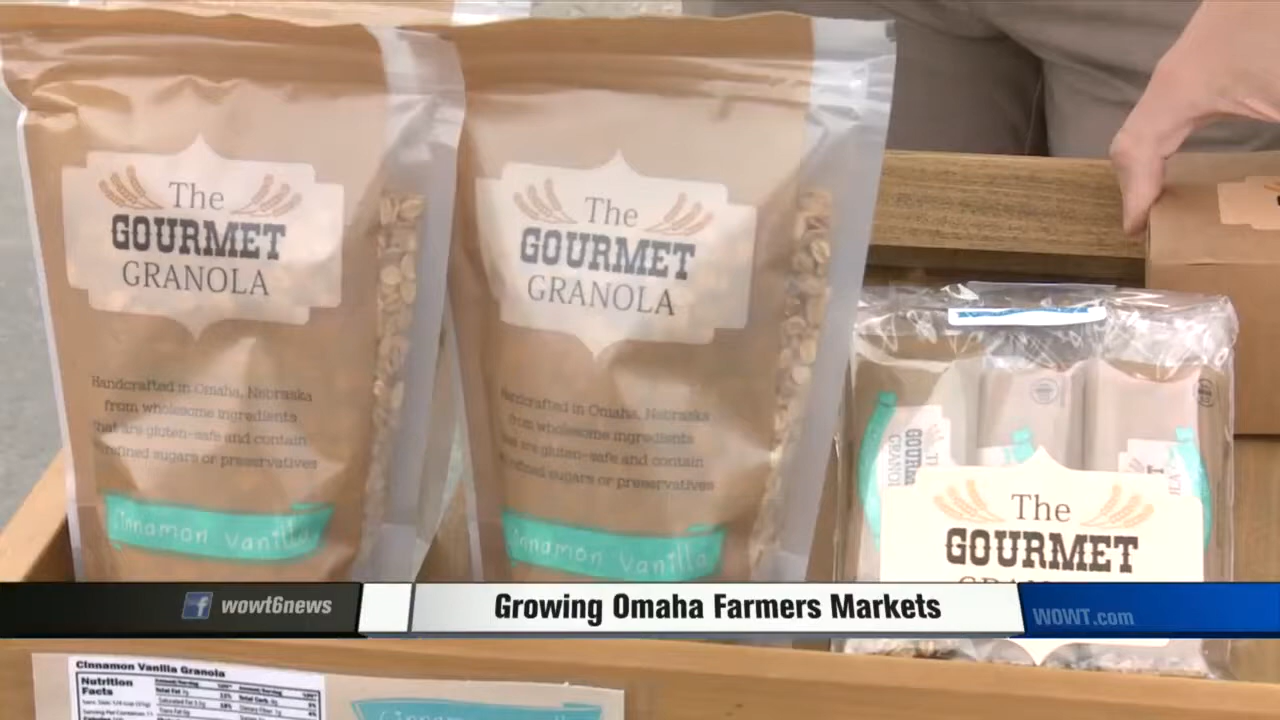 The
GOURMET
GRANOLA
Handcrafted in Omaha, Nebraska
from wholesome ingredients
that are gluten-safe and contain
refined sugars or preservatives
Cinnamon Vanilla
The
GOURMET
GRANOLA
Handcrafted in Omaha, Nebraska
from wholesome ingredients
are gluten-safe and contain
refined sugars or preservatives
Cinnamon Vanilla
The
GOURMET
wowt6news
Growing Omaha Farmers Markets
WOWT.com
Cinnamon Vanilla Granola
Nutrition
Facts